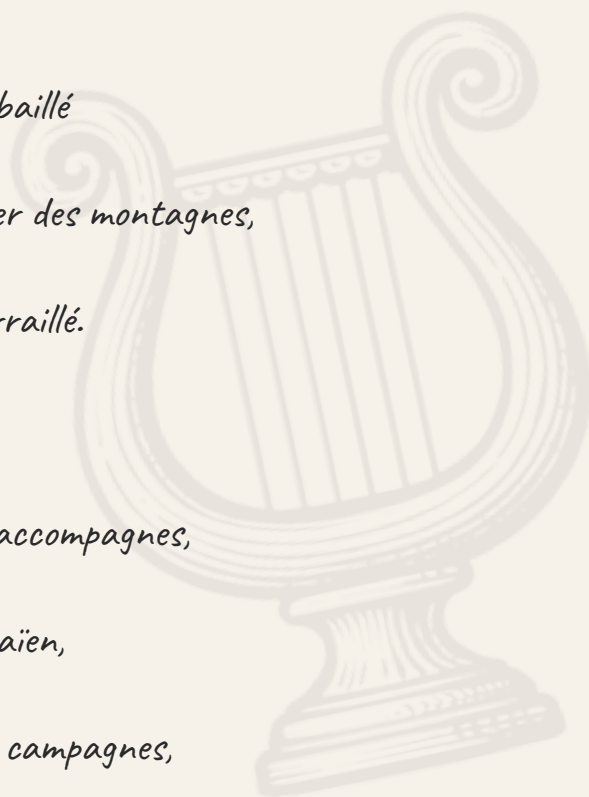 baillé
er des montagnes,
rraillé.
accompagnes,
aïen,
campagnes,